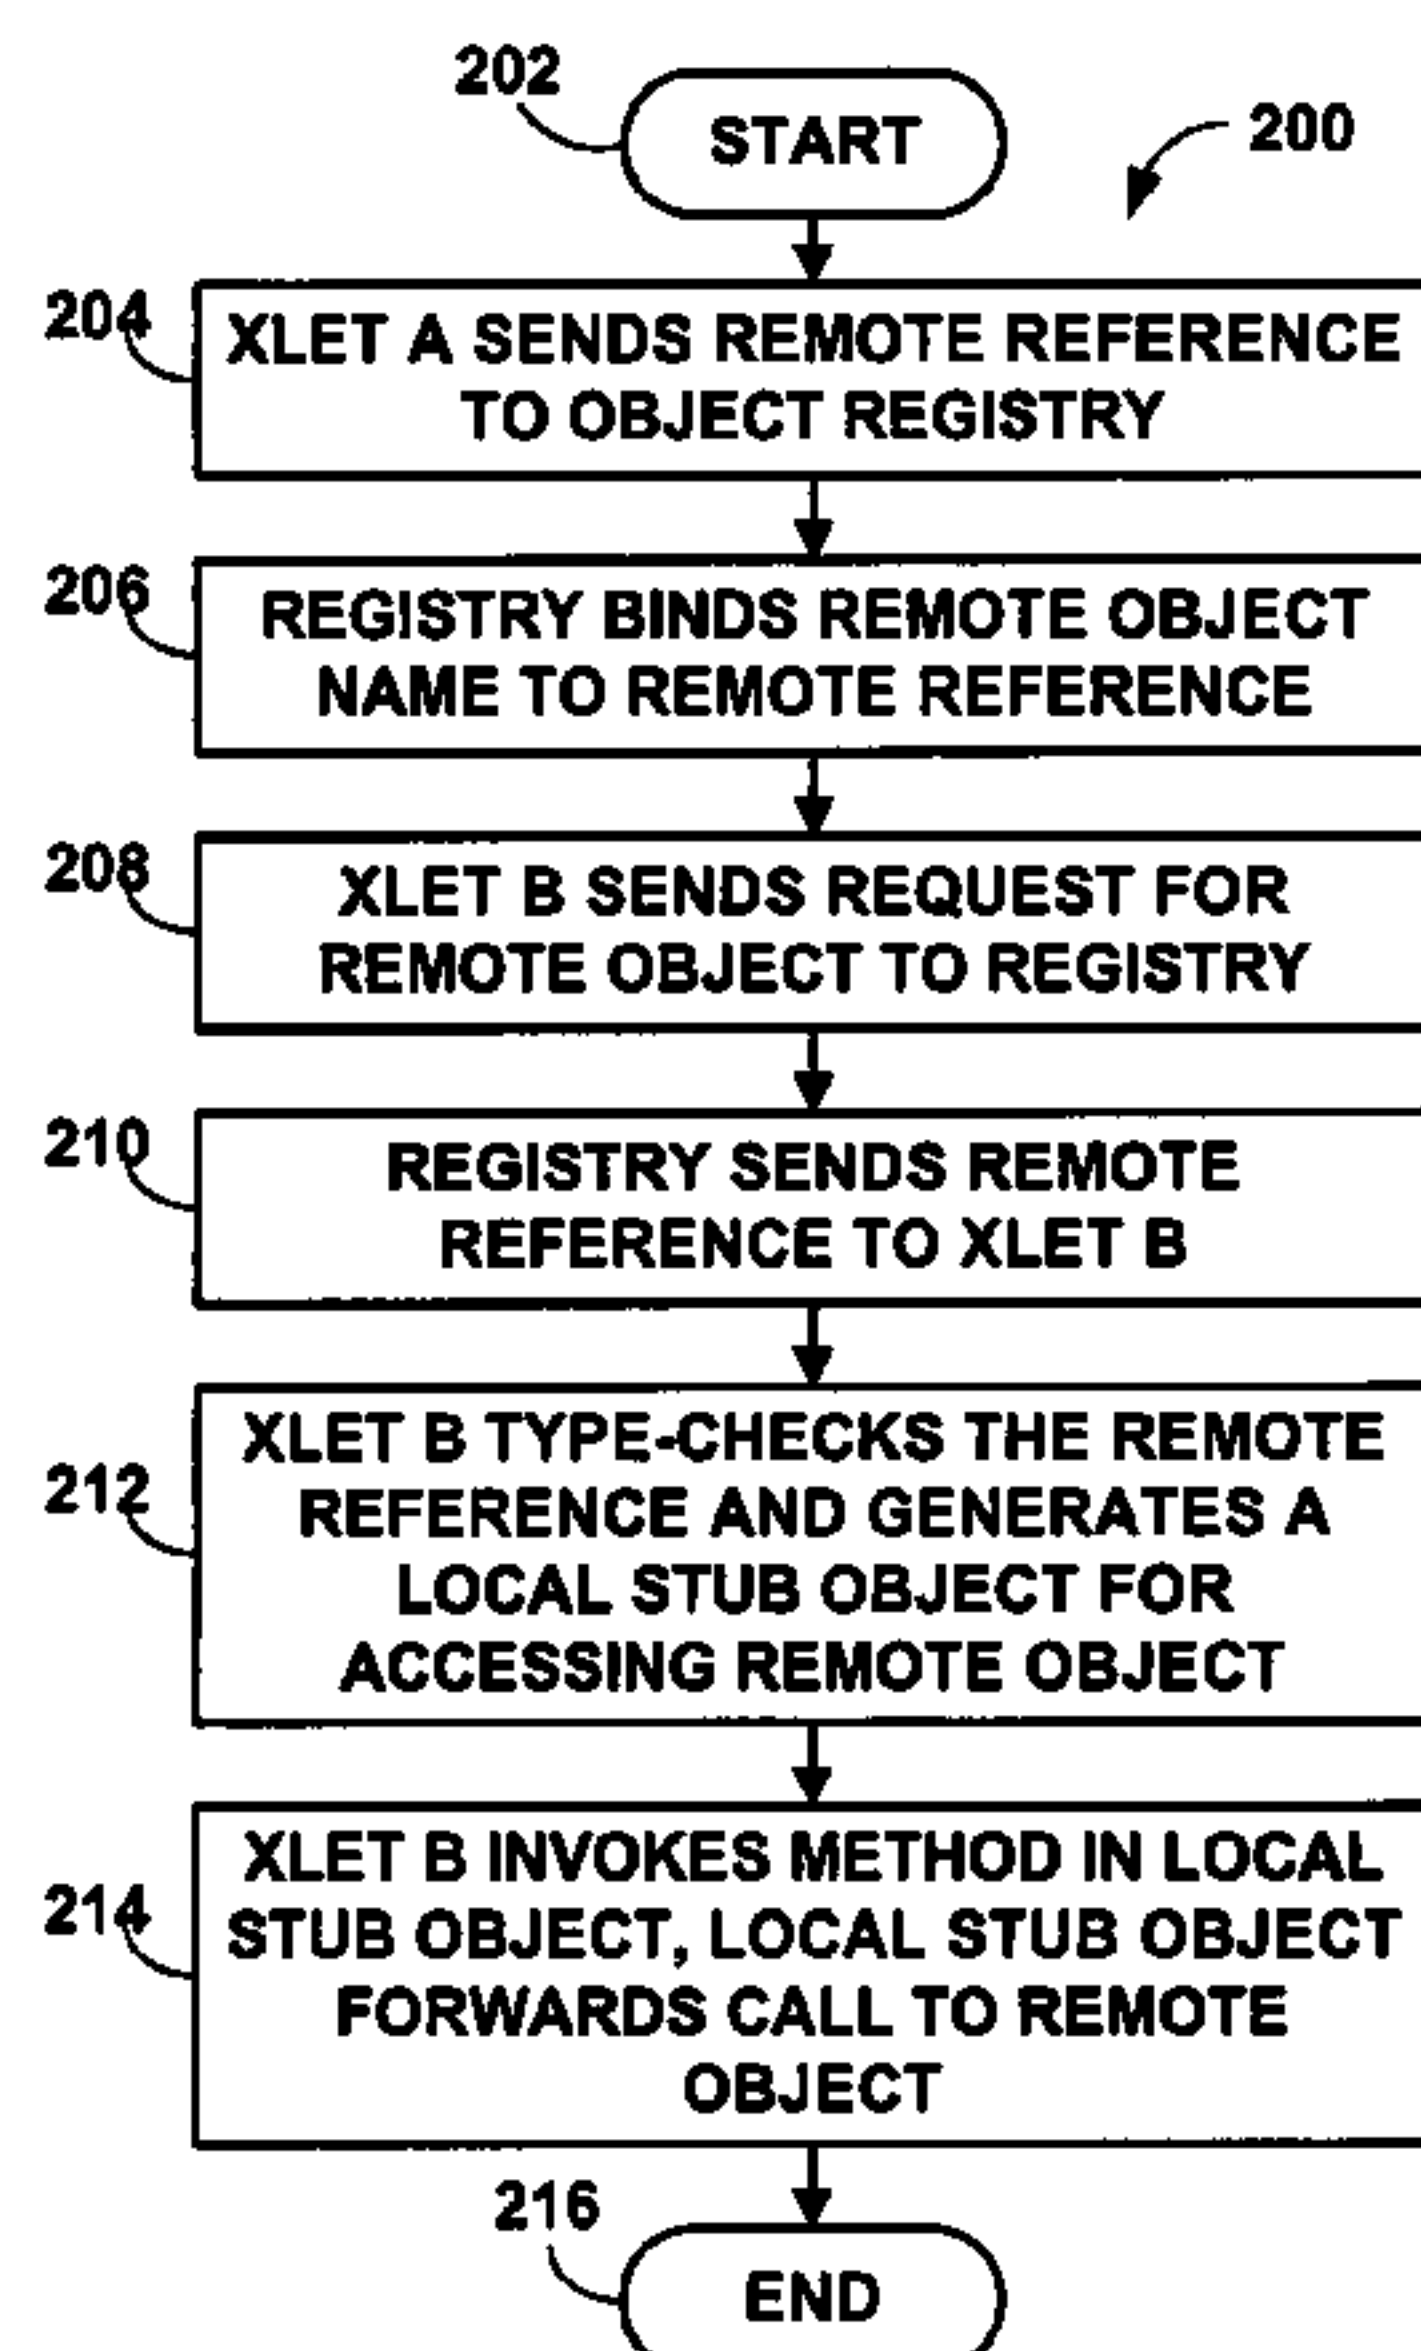 202
START
200
204
XLET A SENDS REMOTE REFERENCE
TO OBJECT REGISTRY
206
REGISTRY BINDS REMOTE OBJECT
NAME TO REMOTE REFERENCE
208
XLET B SENDS REQUEST FOR
REMOTE OBJECT TO REGISTRY
210
REGISTRY SENDS REMOTE
REFERENCE TO XLET B
212
XLET B TYPE-CHECKS THE REMOTE
REFERENCE AND GENERATES A
LOCAL STUB OBJECT FOR
ACCESSING REMOTE OBJECT
214
XLET B INVOKES METHOD IN LOCAL
STUB OBJECT, LOCAL STUB OBJECT
FORWARDS CALL TO REMOTE
OBJECT
216
END